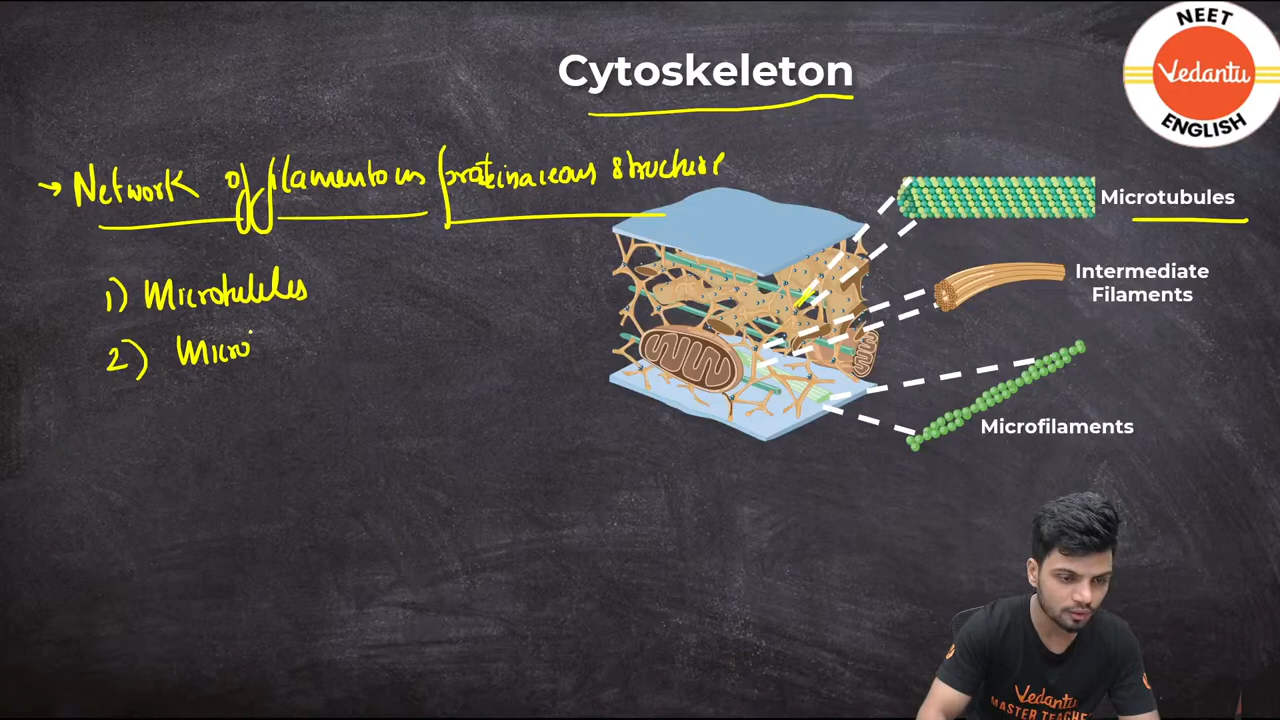 Cytoskeleton
NEET
Vedantu
ENGLISH
→ Network of filamentous proteinaceous structure
1) Microtubules
2) Micro
Microtubules
Intermediate
Filaments
Microfilaments
Vedantu
MASTER TEACHER